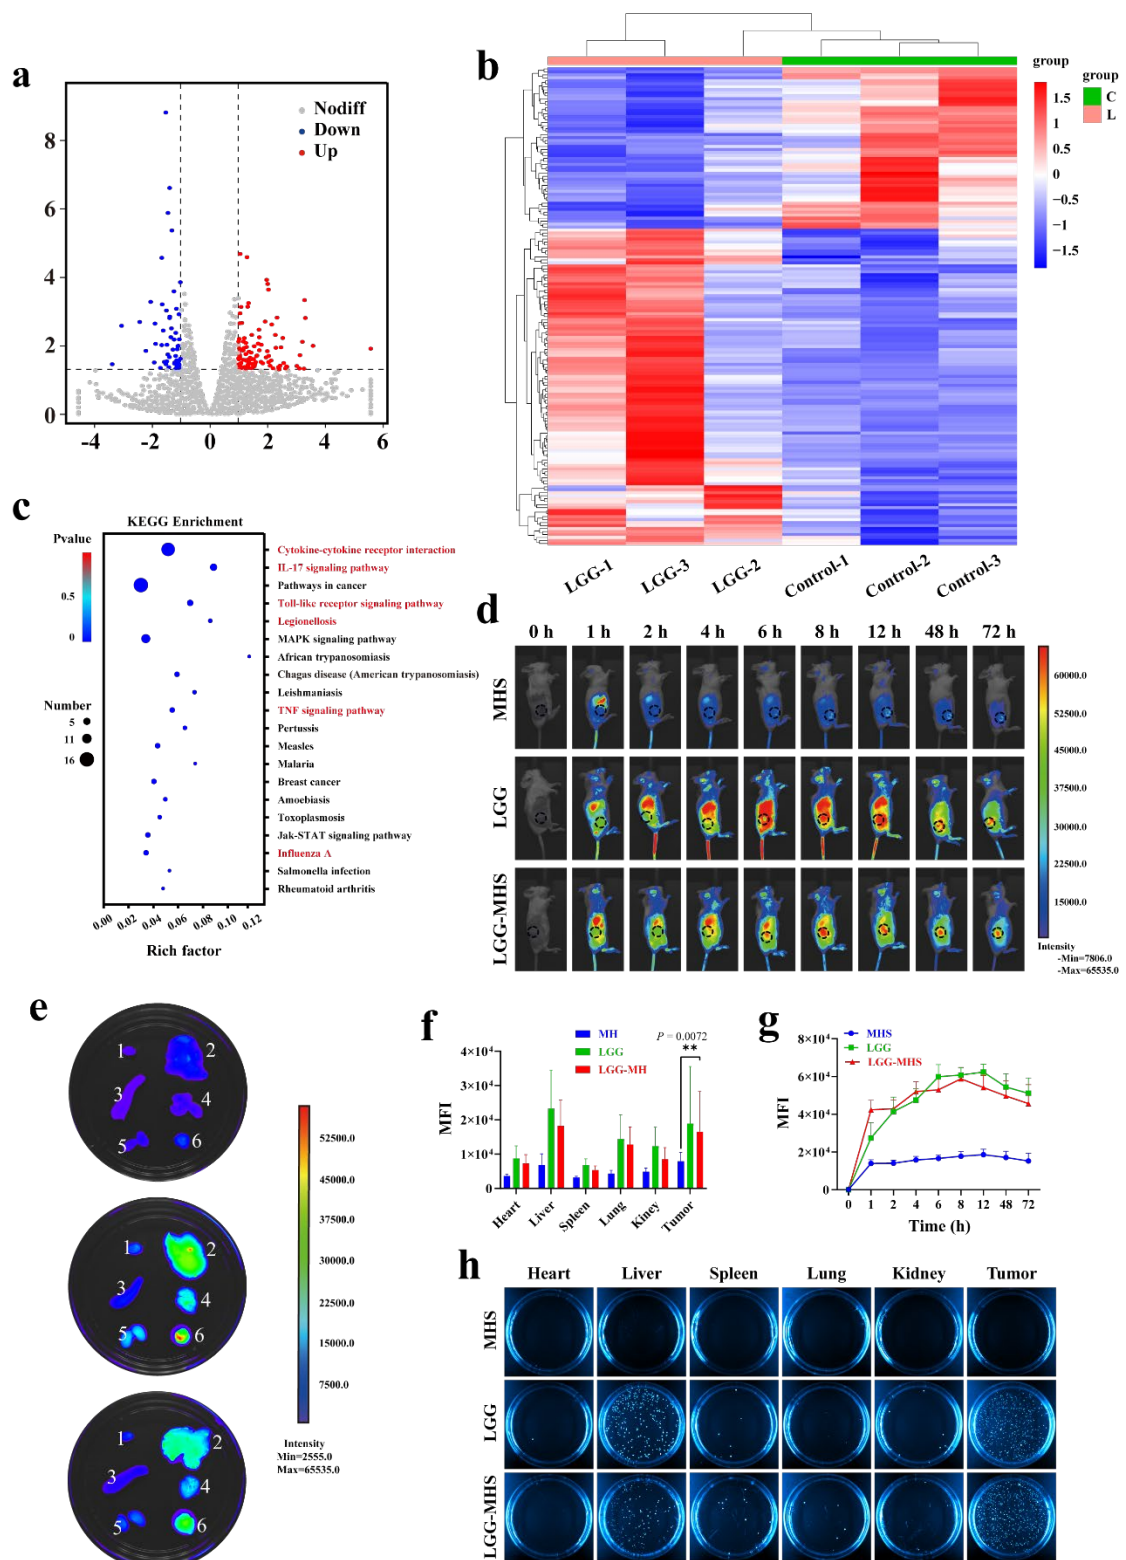 a
Nodiff
Down
Up
8
6
4
2
0
-4
-2
0
2
4
6
b
group
1.5
1
0.5
0
−0.5
−1
−1.5
group
C
L
LGG-1
LGG-3
LGG-2
Control-1
Control-2
Control-3
c
KEGG Enrichment
Pvalue
0.5
0
Number
5
11
16
Cytokine-cytokine receptor interaction
IL-17 signaling pathway
Pathways in cancer
Toll-like receptor signaling pathway
Legionellosis
MAPK signaling pathway
African trypanosomiasis
Chagas disease (American trypanosomiasis)
Leishmaniasis
TNF signaling pathway
Pertussis
Measles
Malaria
Breast cancer
Amoebiasis
Toxoplasmosis
Jak-STAT signaling pathway
Influenza A
Salmonella infection
Rheumatoid arthritis
0.00 0.02 0.04 0.06 0.08 0.10 0.12
Rich factor
d
0 h 1 h 2 h 4 h 6 h 8 h 12 h 48 h 72 h
MHS
LGG
LGG-MHS
60000.0
52500.0
45000.0
37500.0
30000.0
22500.0
15000.0
Intensity
-Min=7806.0
-Max=65535.0
e
1 2
3 4
5 6
1 2
3 4
5 6
1 2
3 4
5 6
52500.0
45000.0
37500.0
30000.0
22500.0
15000.0
7500.0
Intensity
Min=2555.0
Max=65535.0
f
MH
LGG
LGG-MH
P = 0.0072
**
MFI
4×10⁴
3×10⁴
2×10⁴
1×10⁴
0
Heart
Liver
Spleen
Lung
Kiney
Tumor
g
MHS
LGG
LGG-MHS
MFI
8×10⁴
6×10⁴
4×10⁴
2×10⁴
0
0 1 2 4 6 8 12 48 72
Time (h)
h
Heart Liver Spleen Lung Kidney Tumor
MHS
LGG
LGG-MHS